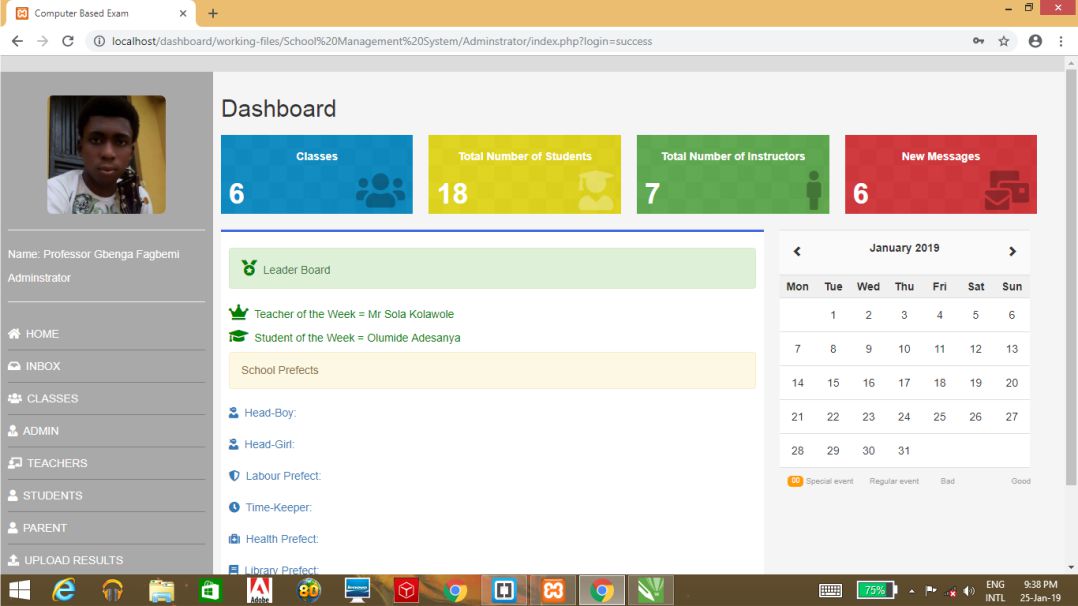 Computer Based Exam
localhost/dashboard/working-files/School%20Management%20System/Adminstrator/index.php?login=success
Dashboard
Classes
6
Total Number of Students
18
Total Number of Instructors
7
New Messages
6
Name: Professor Gbenga Fagbemi
Adminstrator
HOME
INBOX
CLASSES
ADMIN
TEACHERS
STUDENTS
PARENT
UPLOAD RESULTS
Leader Board
Teacher of the Week = Mr Sola Kolawole
Student of the Week = Olumide Adesanya
School Prefects
Head-Boy:
Head-Girl:
Labour Prefect:
Time-Keeper:
Health Prefect:
Library Prefect:
January 2019
Mon Tue Wed Thu Fri Sat Sun
1 2 3 4 5 6
7 8 9 10 11 12 13
14 15 16 17 18 19 20
21 22 23 24 25 26 27
28 29 30 31
00 Special event Regular event Bad Good
Adobe
80
75%
ENG
INTL
9:38 PM
25-Jan-19